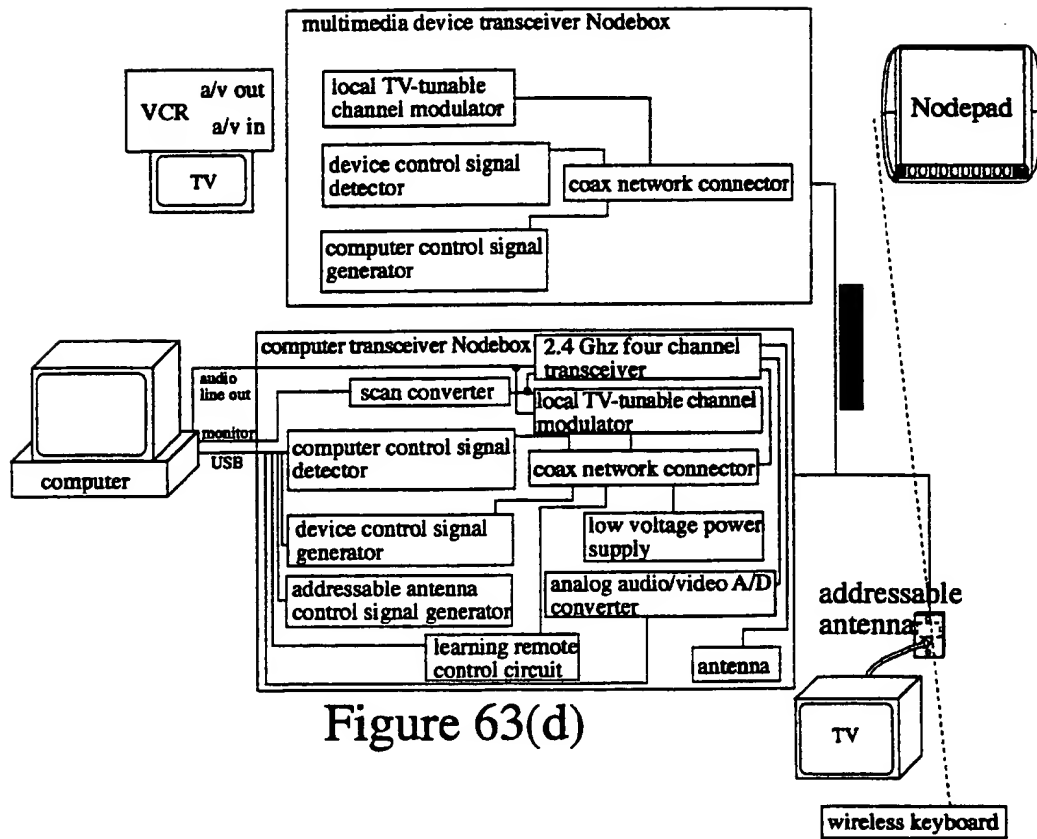 multimedia device transceiver Nodebox
a/v out
VCR
a/v in
TV
local TV-tunable
channel modulator
device control signal
detector
coax network connector
computer control signal
generator
Nodepad
computer transceiver Nodebox
2.4 Ghz four channel
transceiver
audio
line out
scan converter
local TV-tunable channel
modulator
monitor
USB
computer control signal
detector
coax network connector
computer
device control signal
generator
low voltage power
supply
addressable antenna
control signal generator
analog audio/video A/D
converter
learning remote
control circuit
antenna
addressable
antenna
TV
wireless keyboard
Figure 63(d)